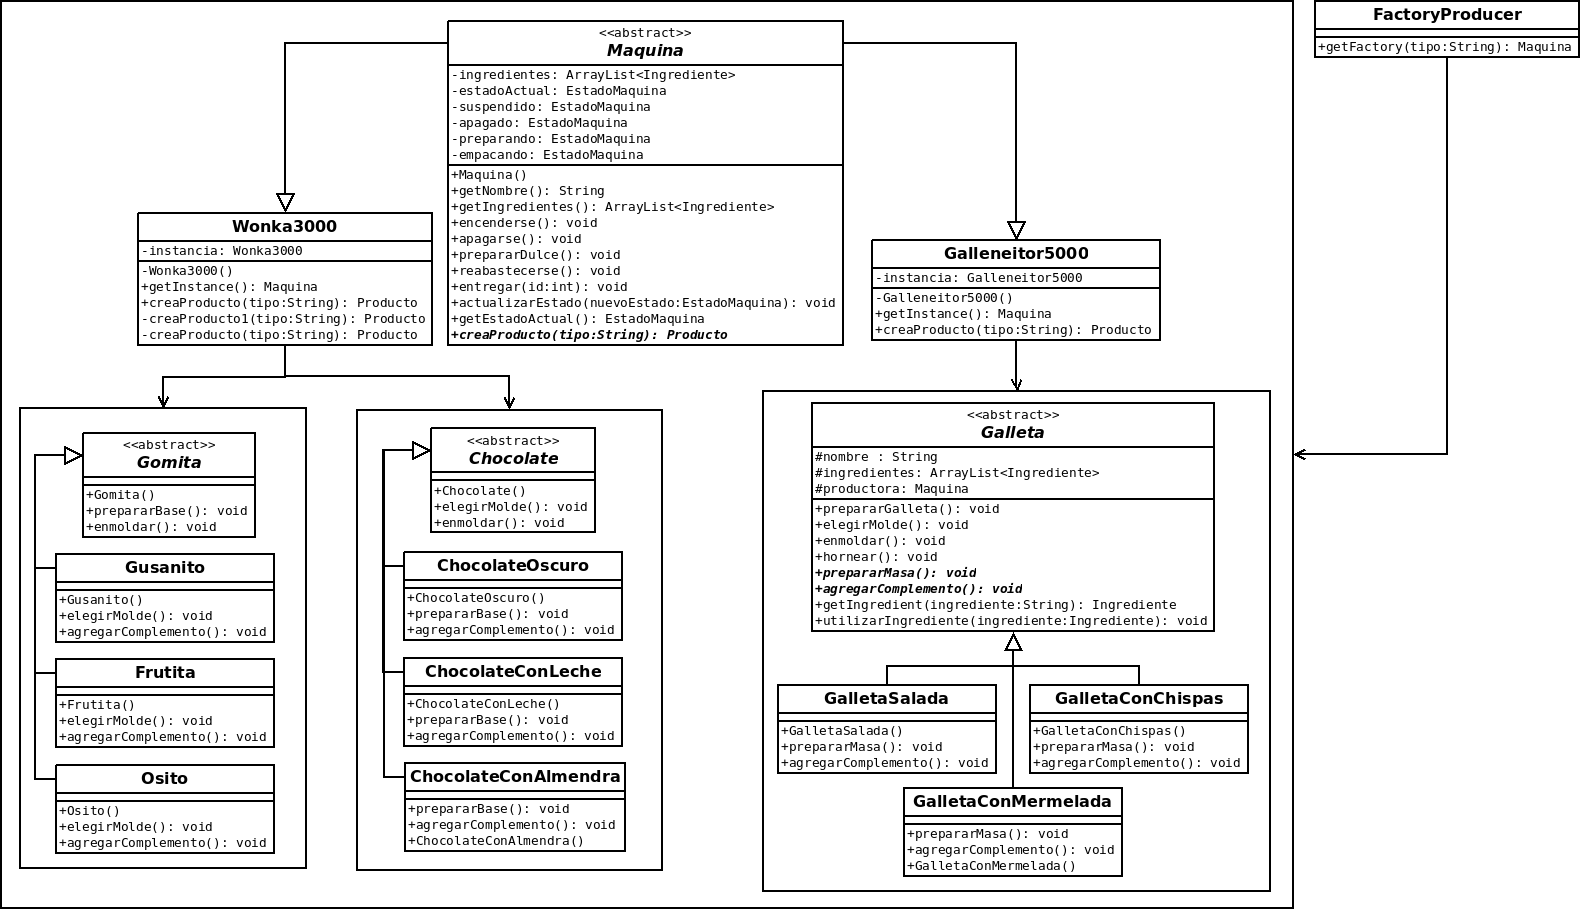 <<abstract>>
Maquina
-ingredientes: ArrayList<Ingrediente>
-estadoActual: EstadoMaquina
-suspendido: EstadoMaquina
-apagado: EstadoMaquina
-preparando: EstadoMaquina
-empacando: EstadoMaquina
+Maquina()
+getNombre(): String
+getIngredientes(): ArrayList<Ingrediente>
+encenderse(): void
+apagarse(): void
+prepararDulce(): void
+reabastecerse(): void
+entregar(id:int): void
+actualizarEstado(nuevoEstado:EstadoMaquina): void
+getEstadoActual(): EstadoMaquina
+creaProducto(tipo:String): Producto
FactoryProducer
+getFactory(tipo:String): Maquina
Wonka3000
-instancia: Wonka3000
-Wonka3000()
+getInstance(): Maquina
+creaProducto(tipo:String): Producto
-creaProducto1(tipo:String): Producto
-creaProducto(tipo:String): Producto
Galleneitor5000
-instancia: Galleneitor5000
-Galleneitor5000()
+getInstance(): Maquina
+creaProducto(tipo:String): Producto
<<abstract>>
Gomita
+Gomita()
+prepararBase(): void
+enmoldar(): void
Gusanito
+Gusanito()
+elegirMolde(): void
+agregarComplemento(): void
Frutita
+Frutita()
+elegirMolde(): void
+agregarComplemento(): void
Osito
+Osito()
+elegirMolde(): void
+agregarComplemento(): void
<<abstract>>
Chocolate
+Chocolate()
+elegirMolde(): void
+enmoldar(): void
ChocolateOscuro
+ChocolateOscuro()
+prepararBase(): void
+agregarComplemento(): void
ChocolateConLeche
+ChocolateConLeche()
+prepararBase(): void
+agregarComplemento(): void
ChocolateConAlmendra
+prepararBase(): void
+agregarComplemento(): void
+ChocolateConAlmendra()
<<abstract>>
Galleta
#nombre : String
#ingredientes: ArrayList<Ingrediente>
#productora: Maquina
+prepararGalleta(): void
+elegirMolde(): void
+enmoldar(): void
+hornear(): void
+prepararMasa(): void
+agregarComplemento(): void
+getIngredient(ingrediente:String): Ingrediente
+utilizarIngrediente(ingrediente:Ingrediente): void
GalletaSalada
+GalletaSalada()
+prepararMasa(): void
+agregarComplemento(): void
GalletaConChispas
+GalletaConChispas()
+prepararMasa(): void
+agregarComplemento(): void
GalletaConMermelada
+prepararMasa(): void
+agregarComplemento(): void
+GalletaConMermelada()